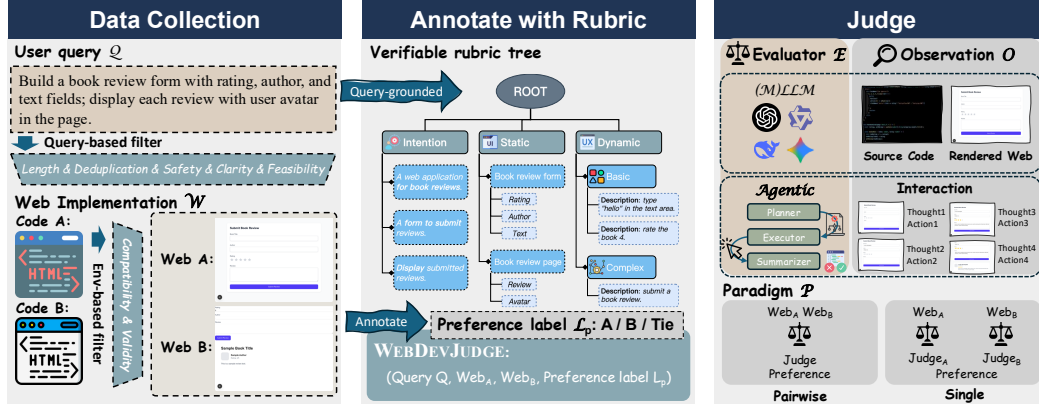 Data Collection
User query Q
Build a book review form with rating, author, and
text fields; display each review with user avatar
in the page.
Query-based filter
Length & Deduplication & Safety & Clarity & Feasibility
Web Implementation W
Code A:
HTML
Code B:
HTML
Env-based filter
Compatibility & Validity
Web A:
Submit Book Review
Web B:
Sample Book Title
Annotate with Rubric
Verifiable rubric tree
Query-grounded
ROOT
Intention
A web application
for book reviews.
A form to submit
reviews.
Display submitted
reviews.
UI
Static
Book review form
Rating
Author
Text
Book review page
Review
Avatar
UX
Dynamic
Basic
Description: type
"hello" in the text area.
Description: rate the
book 4.
Complex
Description: submit a
book review.
Annotate
Preference label Lp: A / B / Tie
WEBDEVJUDGE:
(Query Q, WebA, WebB, Preference label Lp)
Judge
Evaluator E
Observation O
(M)LLM
Source Code
Rendered Web
Agentic
Planner
Executor
Summarizer
Interaction
Thought1
Action1
Thought3
Action3
Thought2
Action2
Thought4
Action4
Paradigm P
WebA WebB
Judge
Preference
Pairwise
WebA
WebB
JudgeA
JudgeB
Preference
Single